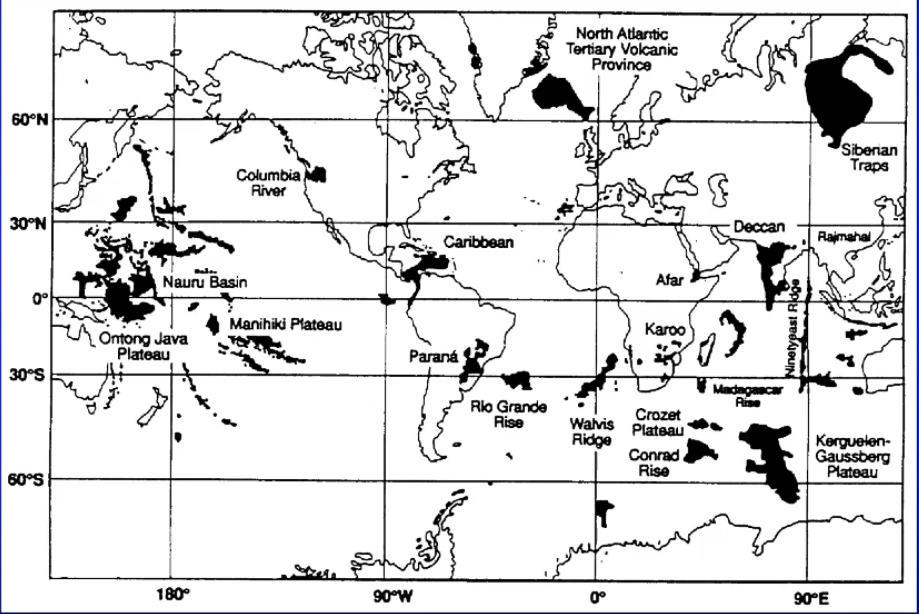 North Atlantic
Tertiary Volcanic
Province
60°N
Siberian
Traps
Columbia
River
30°N
Caribbean
Deccan
Rajmahal
Nauru Basin
Afar
0°
Manihiki Plateau
Ontong Java
Plateau
Karoo
Ninetyeast Ridge
Paraná
30°S
Madagascar
Rise
Rio Grande
Rise
Walvis
Ridge
Crozet
Plateau
Conrad
Rise
Kerguelen-
Gaussberg
Plateau
60°S
180°
90°W
0°
90°E